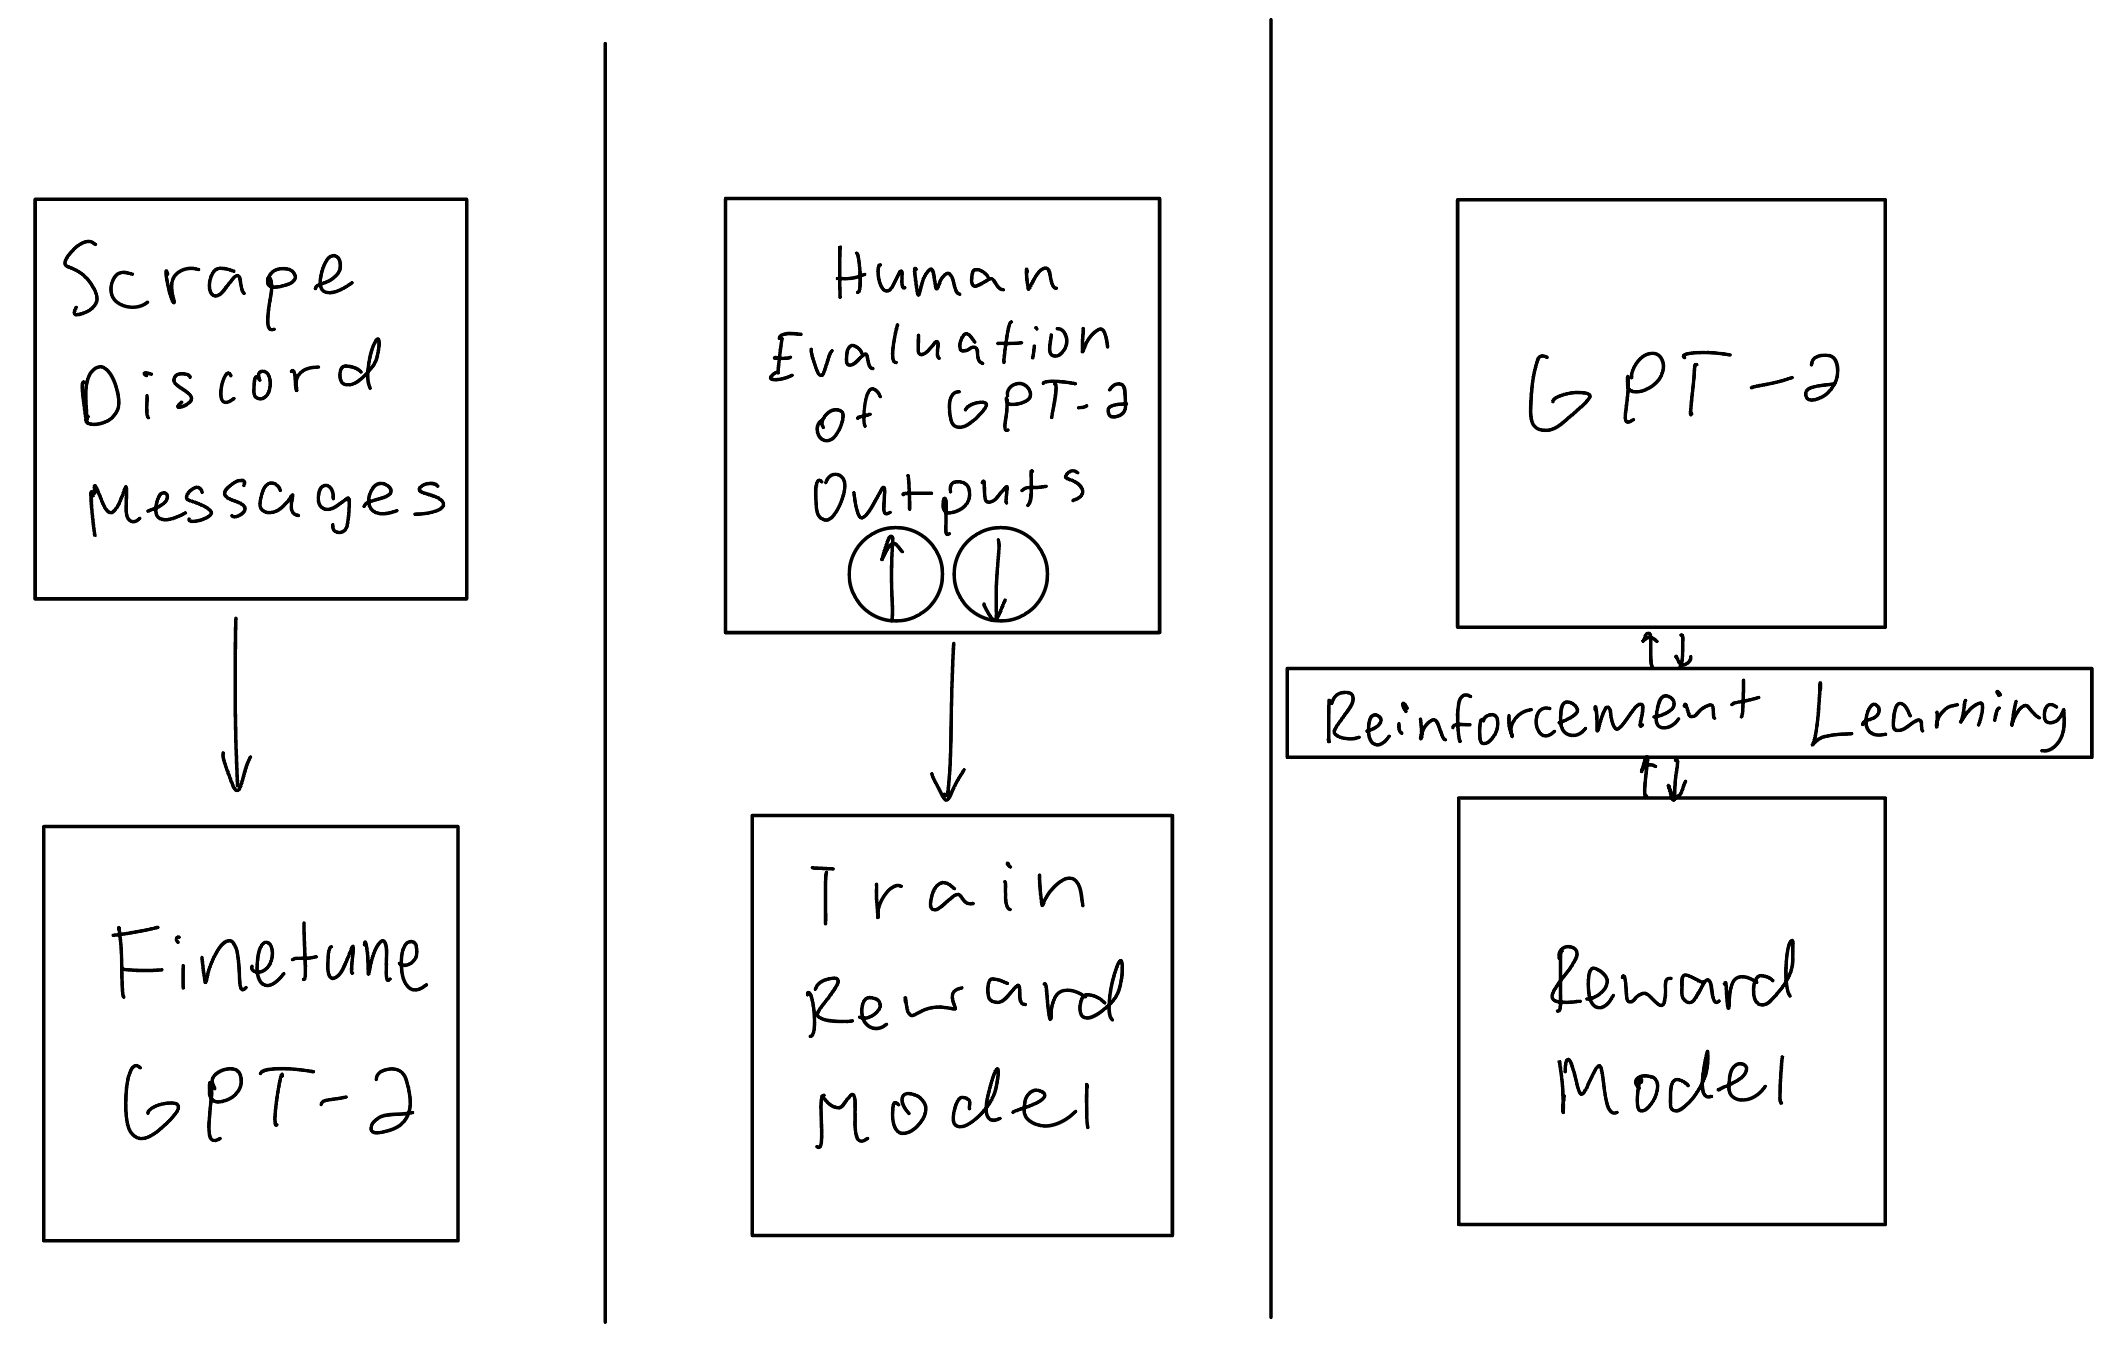 Scrape
Discord
Messages
Finetune
GPT-2
Human
Evaluation
of GPT-2
Outputs
Train
Reward
Model
GPT-2
Reinforcement Learning
Reward
Model